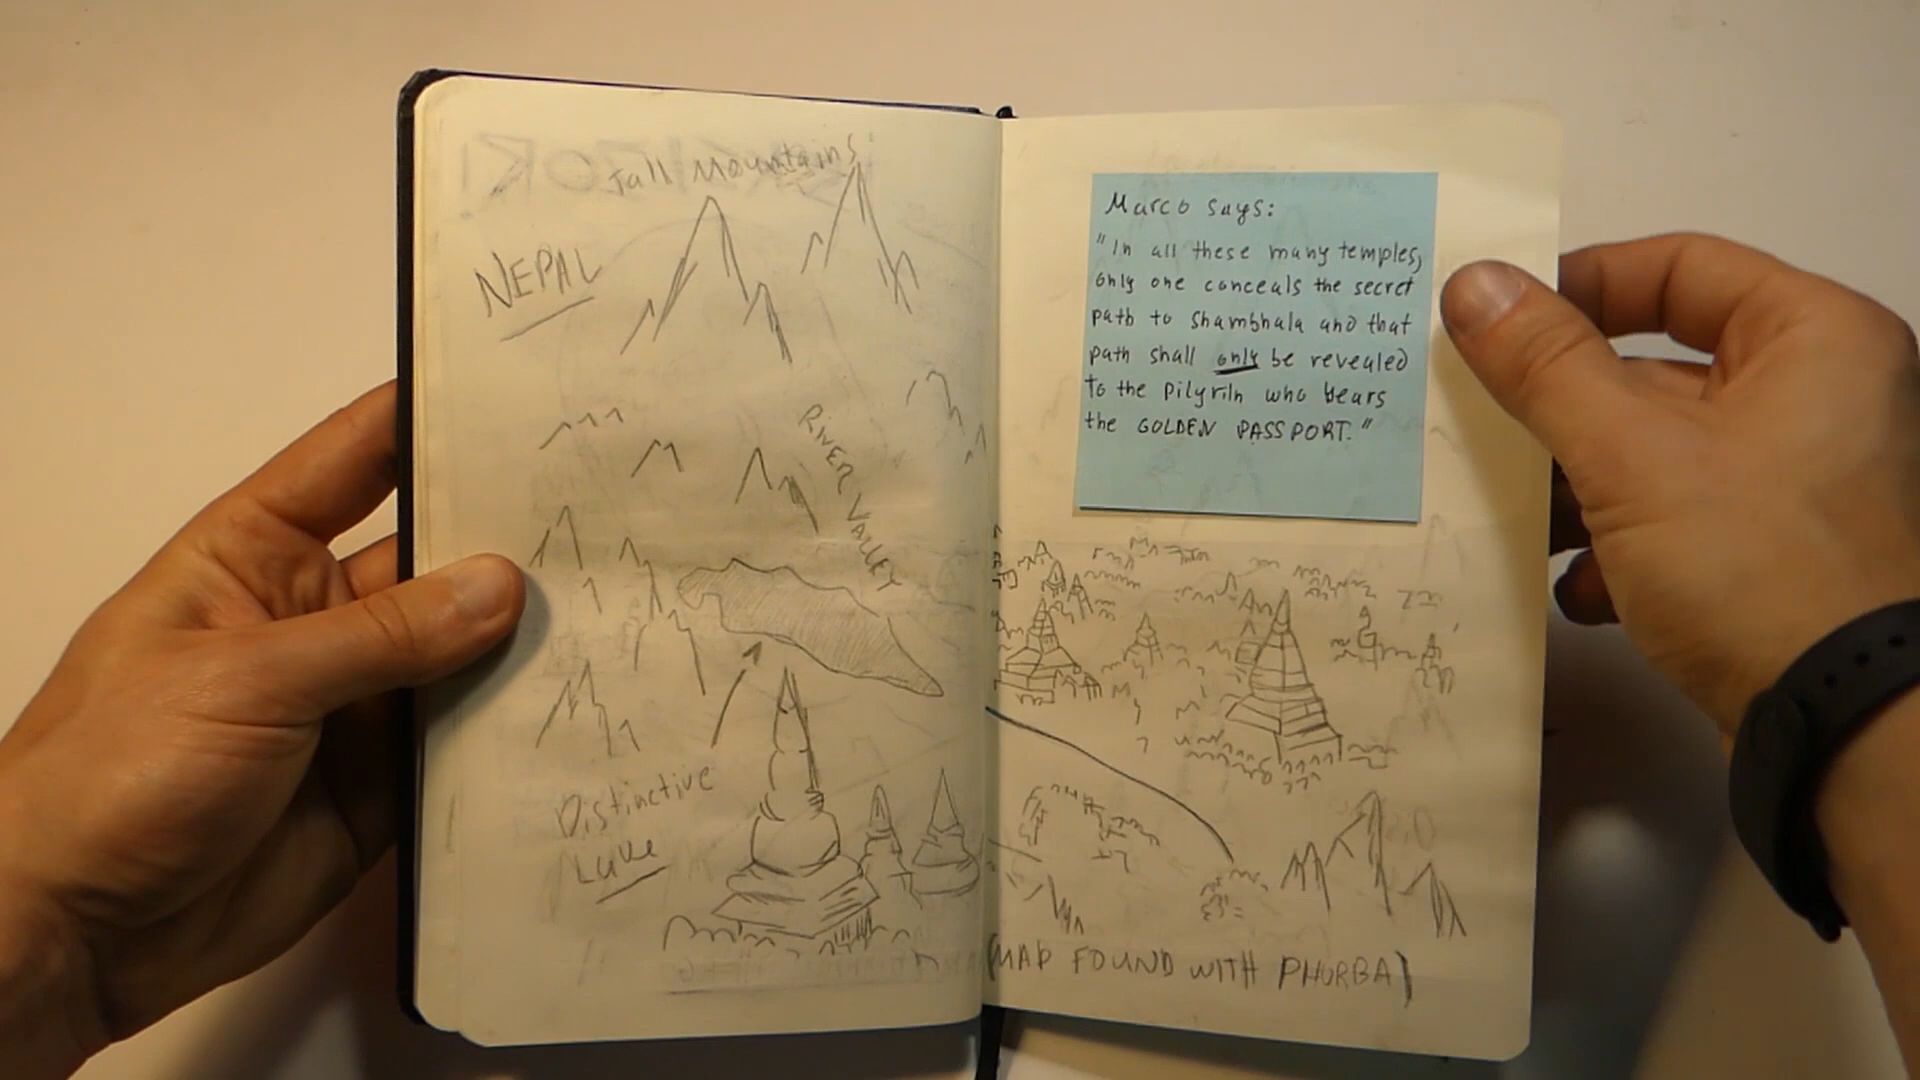 Tall Mountains
NEPAL
RIVER VALLEY
Distinctive
Lake
Marco says:
"In all these many temples,
only one conceals the secret
path to Shambhala and that
path shall only be revealed
to the pilgrim who bears
the GOLDEN PASSPORT."
(MAP FOUND WITH PHURBA)